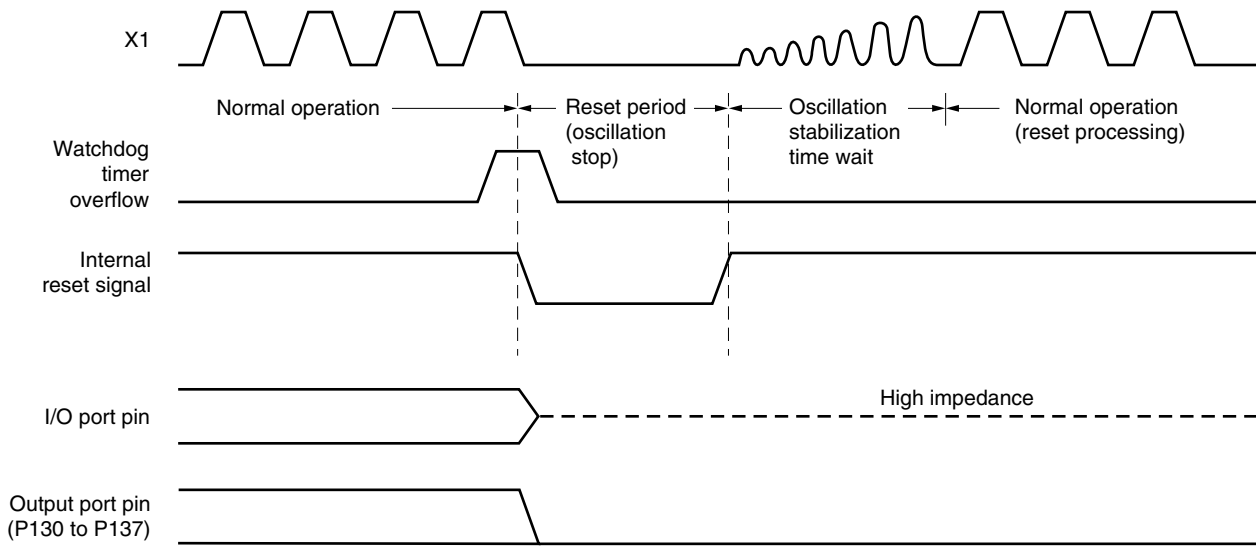 X1
Normal operation
Reset period
(oscillation
stop)
Oscillation
stabilization
time wait
Normal operation
(reset processing)
Watchdog
timer
overflow
Internal
reset signal
I/O port pin
High impedance
Output port pin
(P130 to P137)